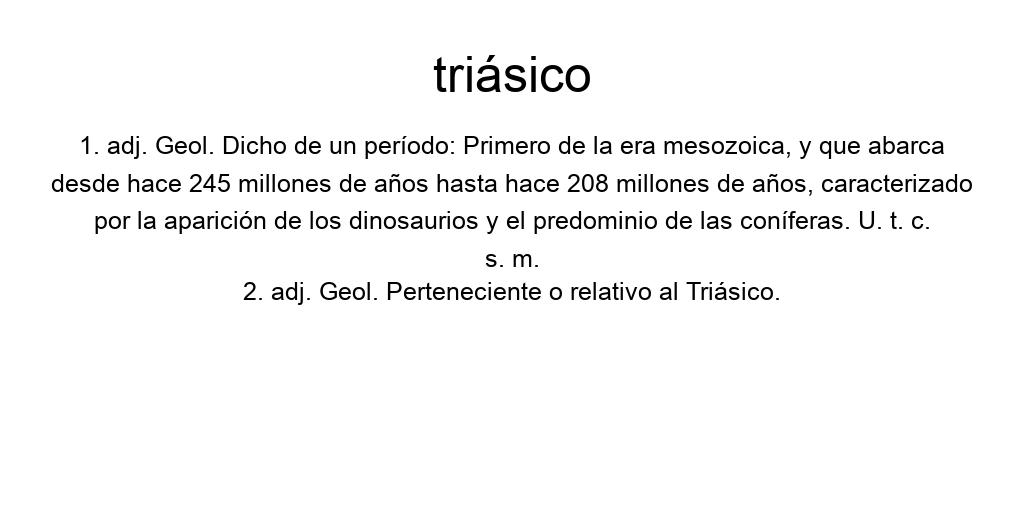 triásico
1. adj. Geol. Dicho de un período: Primero de la era mesozoica, y que abarca
desde hace 245 millones de años hasta hace 208 millones de años, caracterizado
por la aparición de los dinosaurios y el predominio de las coníferas. U. t. c.
s. m.
2. adj. Geol. Perteneciente o relativo al Triásico.